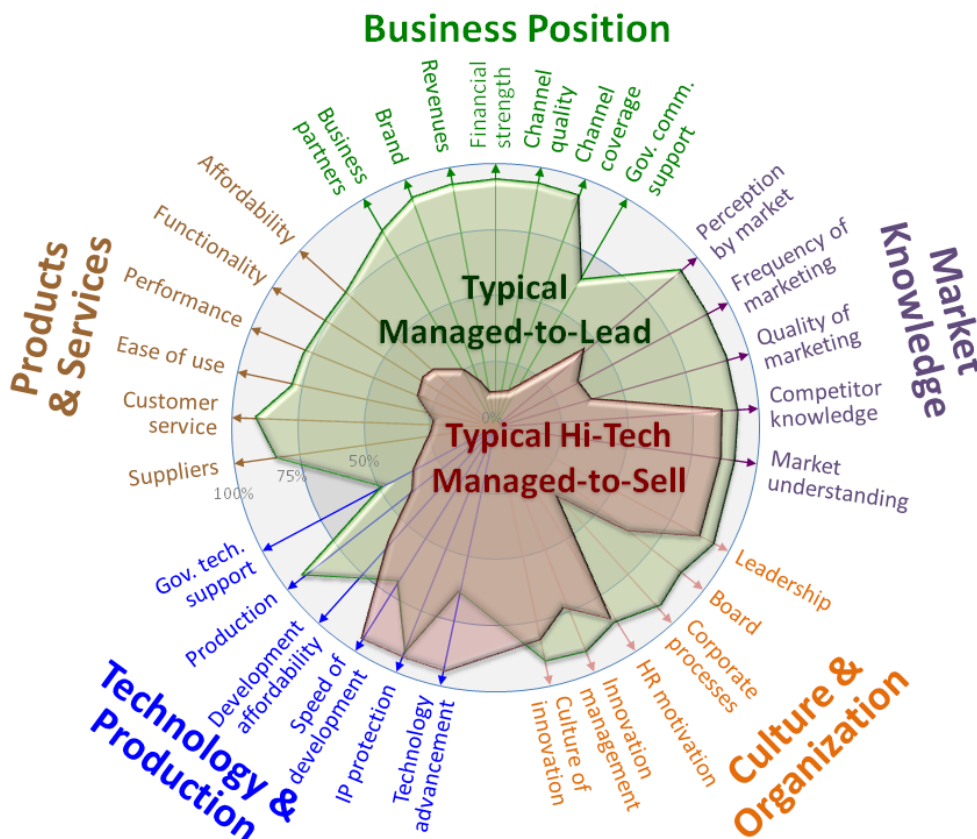 Business Position
Business
partners
Brand
Revenues
Financial
strength
Channel
quality
Channel
coverage
Gov. comm.
support
Market
Knowledge
Perception
by market
Frequency of
marketing
Quality of
marketing
Competitor
knowledge
Market
understanding
Culture &
Organization
Leadership
Board
Corporate
processes
HR motivation
Innovation
management
Culture of
innovation
Technology &
Production
Technology
advancement
IP protection
Speed of
development
Development
affordability
Production
Gov. tech.
support
Products
& Services
Suppliers
Customer
service
Ease of use
Performance
Functionality
Affordability
Typical
Managed-to-Lead
Typical Hi-Tech
Managed-to-Sell
0%
50%
75%
100%